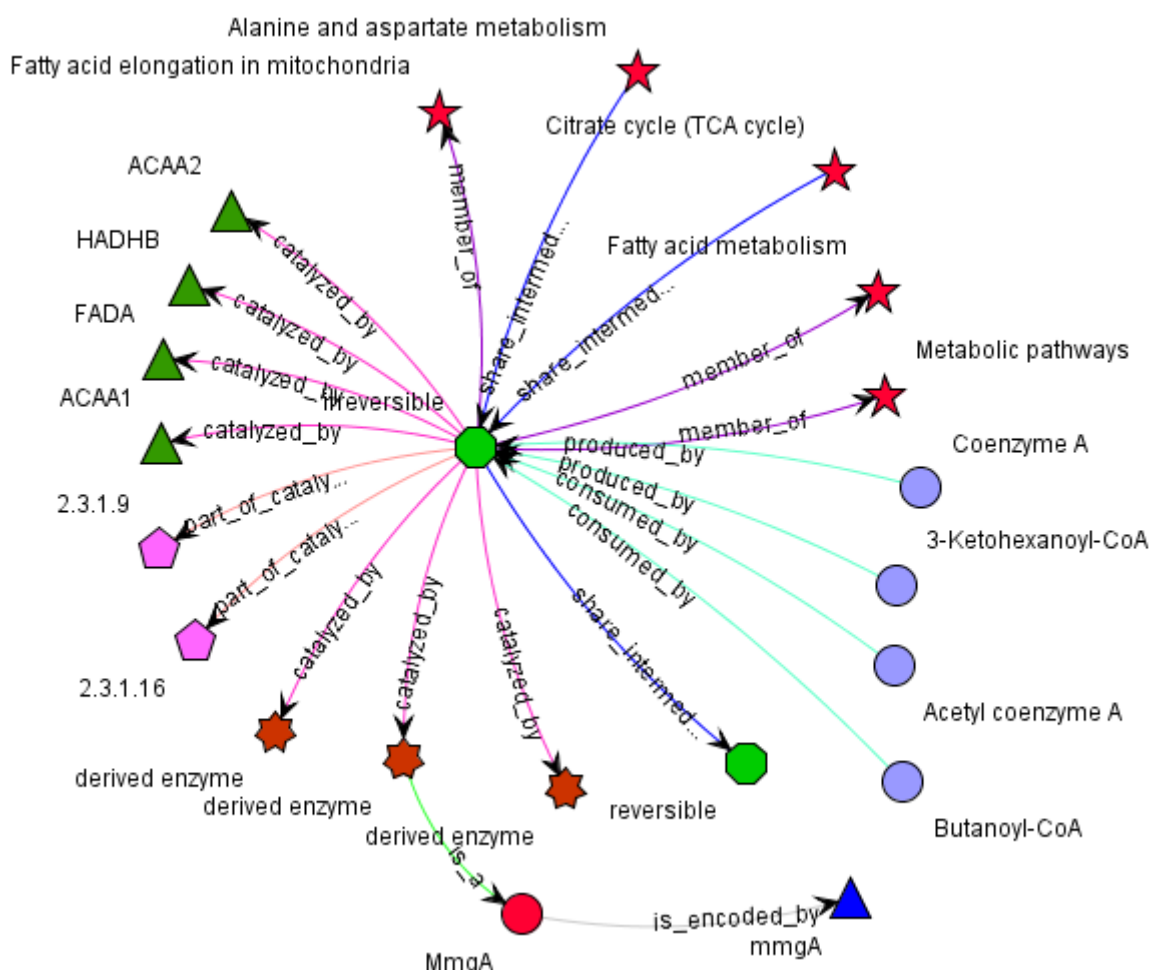 Alanine and aspartate metabolism
Fatty acid elongation in mitochondria
Citrate cycle (TCA cycle)
ACAA2
member_of
share_intermed...
HADHB
catalyzed_by
Fatty acid metabolism
share_intermed...
FADA
catalyzed_by
member_of
Metabolic pathways
ACAA1
catalyzed_by
irreversible
catalyzed_by
member_of
produced_by
Coenzyme A
2.3.1.9
part_of_cataly...
produced_by
consumed_by
3-Ketohexanoyl-CoA
part_of_cataly...
consumed_by
2.3.1.16
catalyzed_by
catalyzed_by
catalyzed_by
share_intermed...
Acetyl coenzyme A
derived enzyme
derived enzyme
derived enzyme
reversible
Butanoyl-CoA
is_a
is_encoded_by
mmgA
MmgA